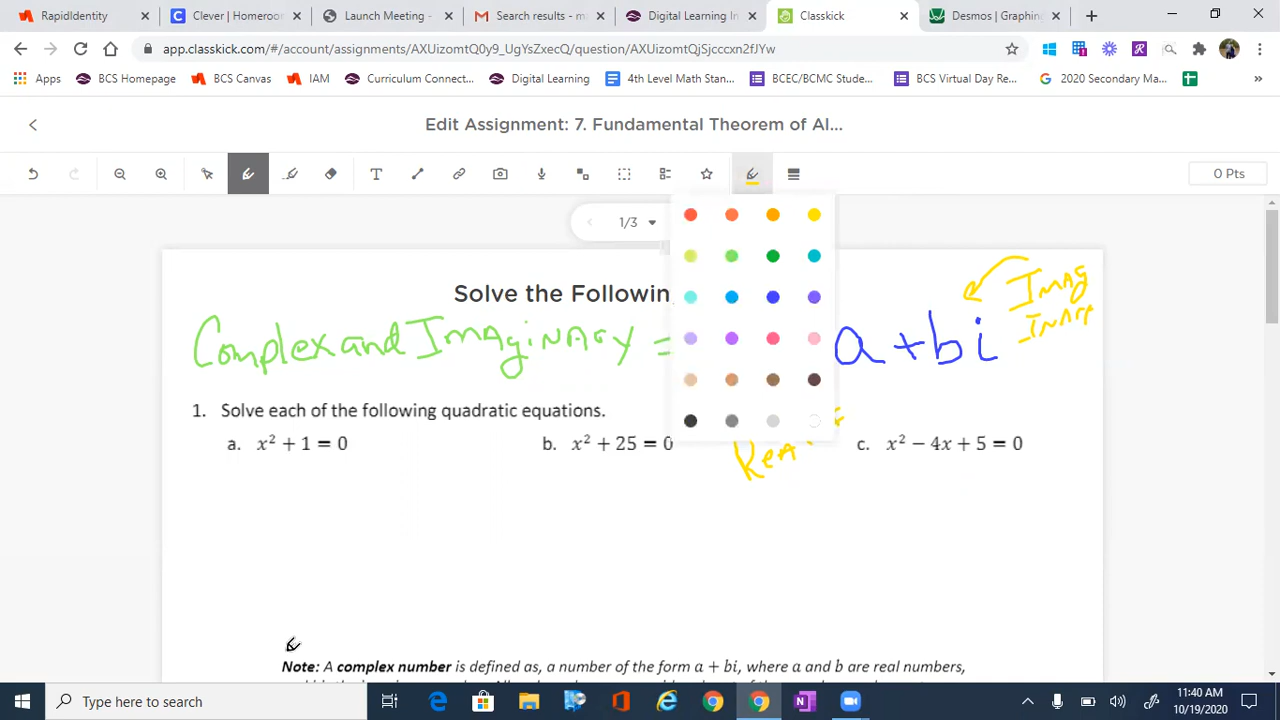 RapidIdentity
Clever | Homeroom
Launch Meeting -
Search results - m
Digital Learning In
Classkick
Desmos | Graphin
app.classkick.com/#/account/assignments/AXUizomtQ0y9_UgYsZxecQ/question/AXUizomtQjSjcccxn2fJYw
Apps
BCS Homepage
BCS Canvas
IAM
Curriculum Connect...
Digital Learning
4th Level Math Stan...
BCEC/BCMC Stude...
BCS Virtual Day Re...
2020 Secondary Ma...
»
Edit Assignment: 7. Fundamental Theorem of Al...
T
0 Pts
1/3
Solve the Followin
Imag
Complex and Imaginary =
a + bi
1. Solve each of the following quadratic equations.
a. x² + 1 = 0
b. x² + 25 = 0
c. x² − 4x + 5 = 0
Note: A complex number is defined as, a number of the form a + bi, where a and b are real numbers,
Type here to search
11:40 AM
10/19/2020